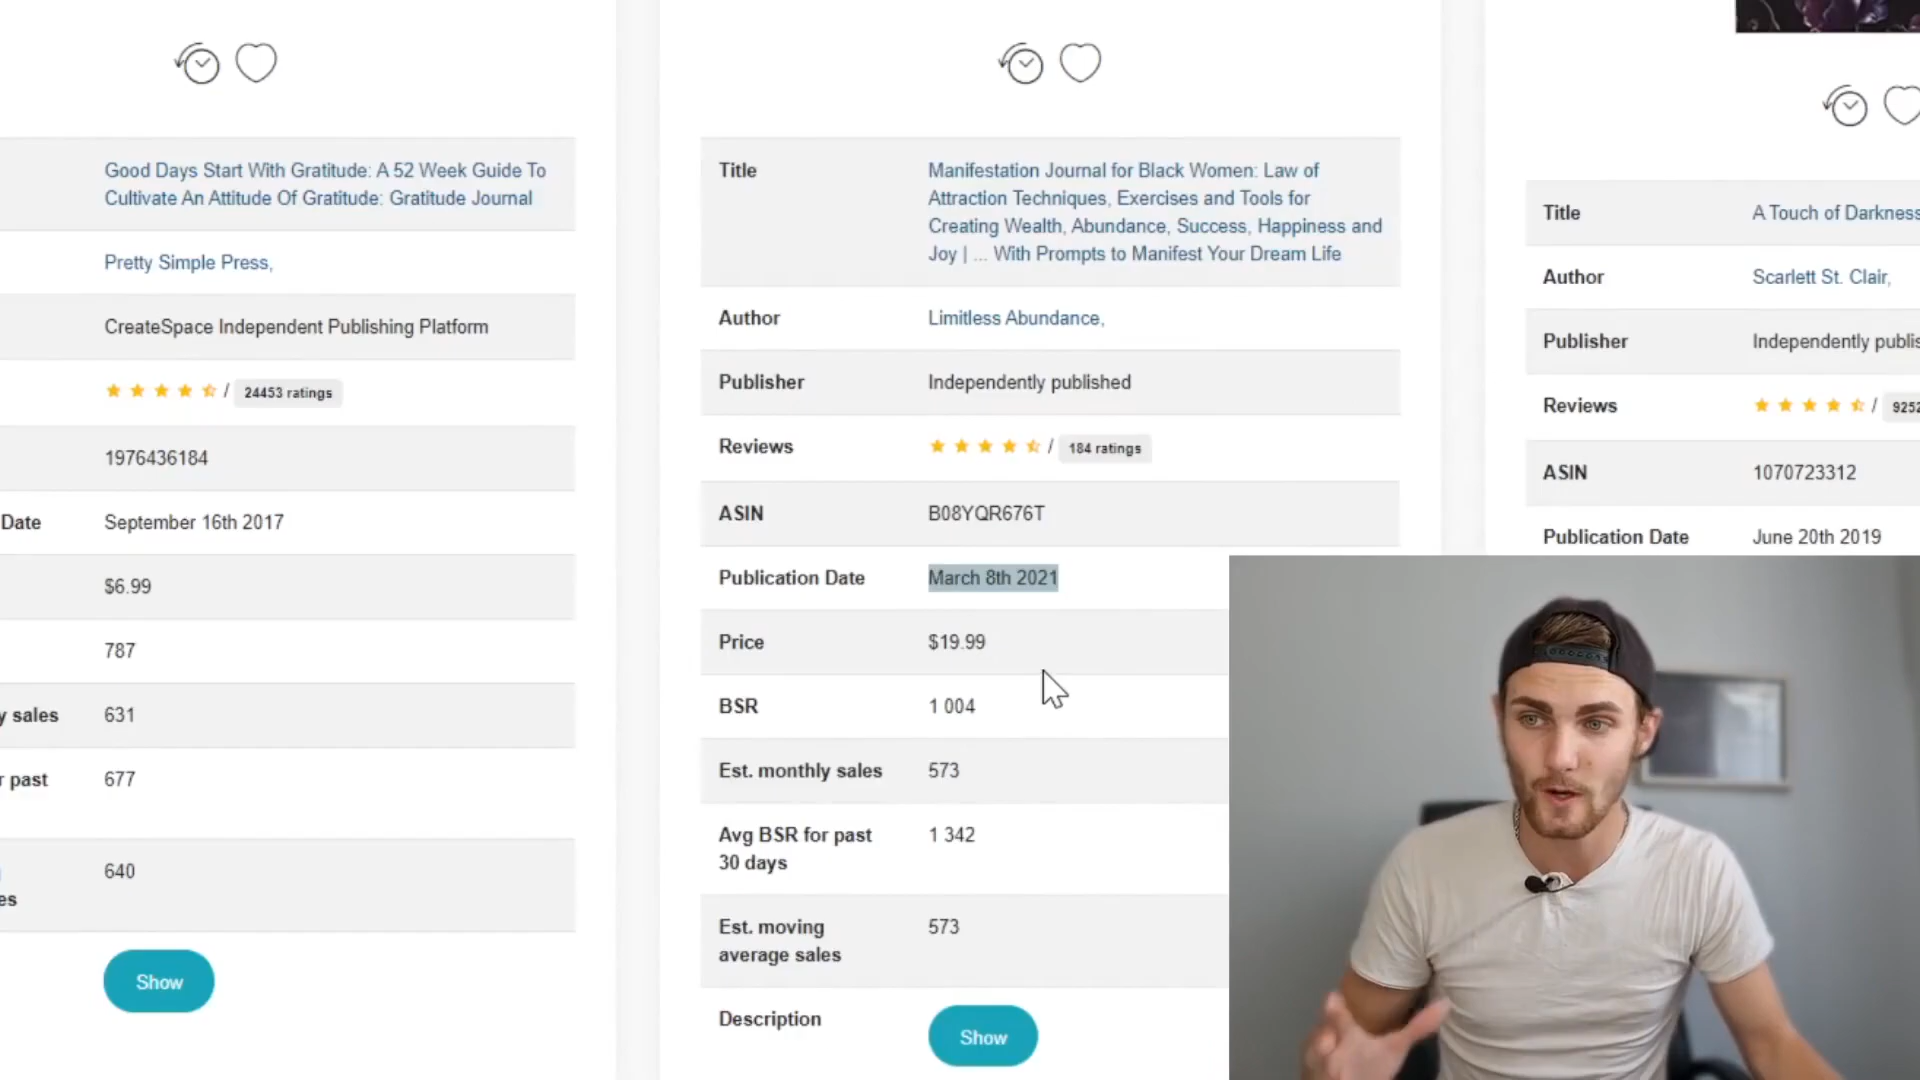 Good Days Start With Gratitude: A 52 Week Guide To
Cultivate An Attitude Of Gratitude: Gratitude Journal
Pretty Simple Press,
CreateSpace Independent Publishing Platform
/ 24453 ratings
1976436184
Date September 16th 2017
$6.99
787
y sales 631
r past 677
640
es
Show
Title Manifestation Journal for Black Women: Law of
Attraction Techniques, Exercises and Tools for
Creating Wealth, Abundance, Success, Happiness and
Joy | ... With Prompts to Manifest Your Dream Life
Author Limitless Abundance,
Publisher Independently published
Reviews / 184 ratings
ASIN B08YQR676T
Publication Date March 8th 2021
Price $19.99
BSR 1 004
Est. monthly sales 573
Avg BSR for past 1 342
30 days
Est. moving 573
average sales
Description Show
Title A Touch of Darkness
Author Scarlett St. Clair,
Publisher Independently publis
Reviews / 9252
ASIN 1070723312
Publication Date June 20th 2019